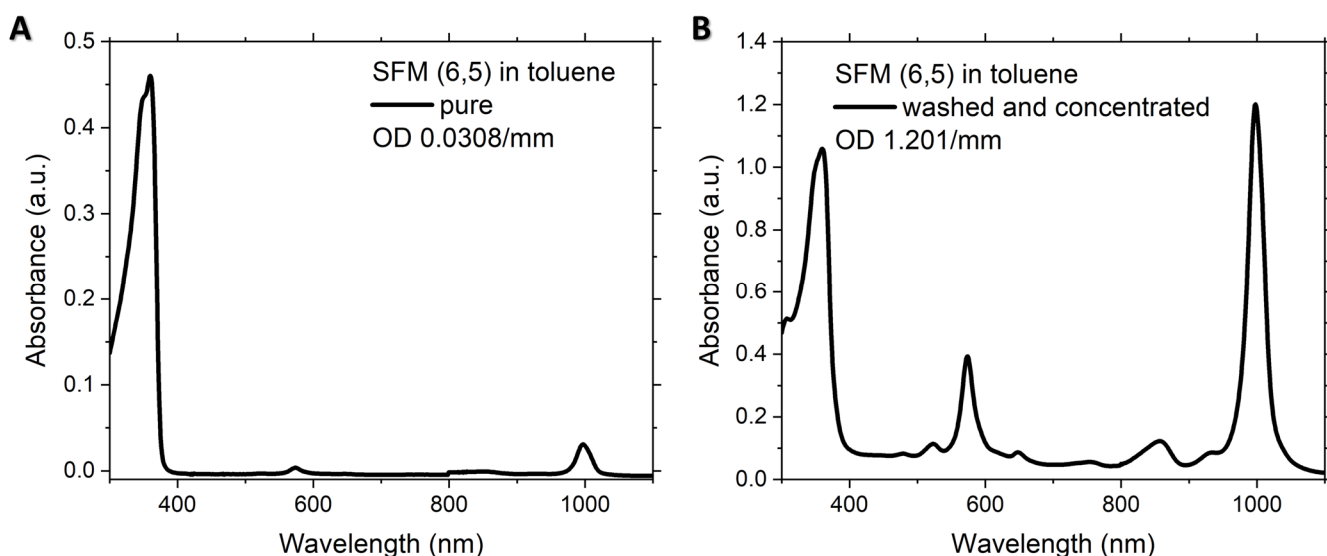 A
0.5
0.4
0.3
0.2
0.1
0.0
Absorbance (a.u.)
SFM (6,5) in toluene
pure
OD 0.0308/mm
400
600
800
1000
Wavelength (nm)
B
1.4
1.2
1.0
0.8
0.6
0.4
0.2
0.0
Absorbance (a.u.)
SFM (6,5) in toluene
washed and concentrated
OD 1.201/mm
400
600
800
1000
Wavelength (nm)